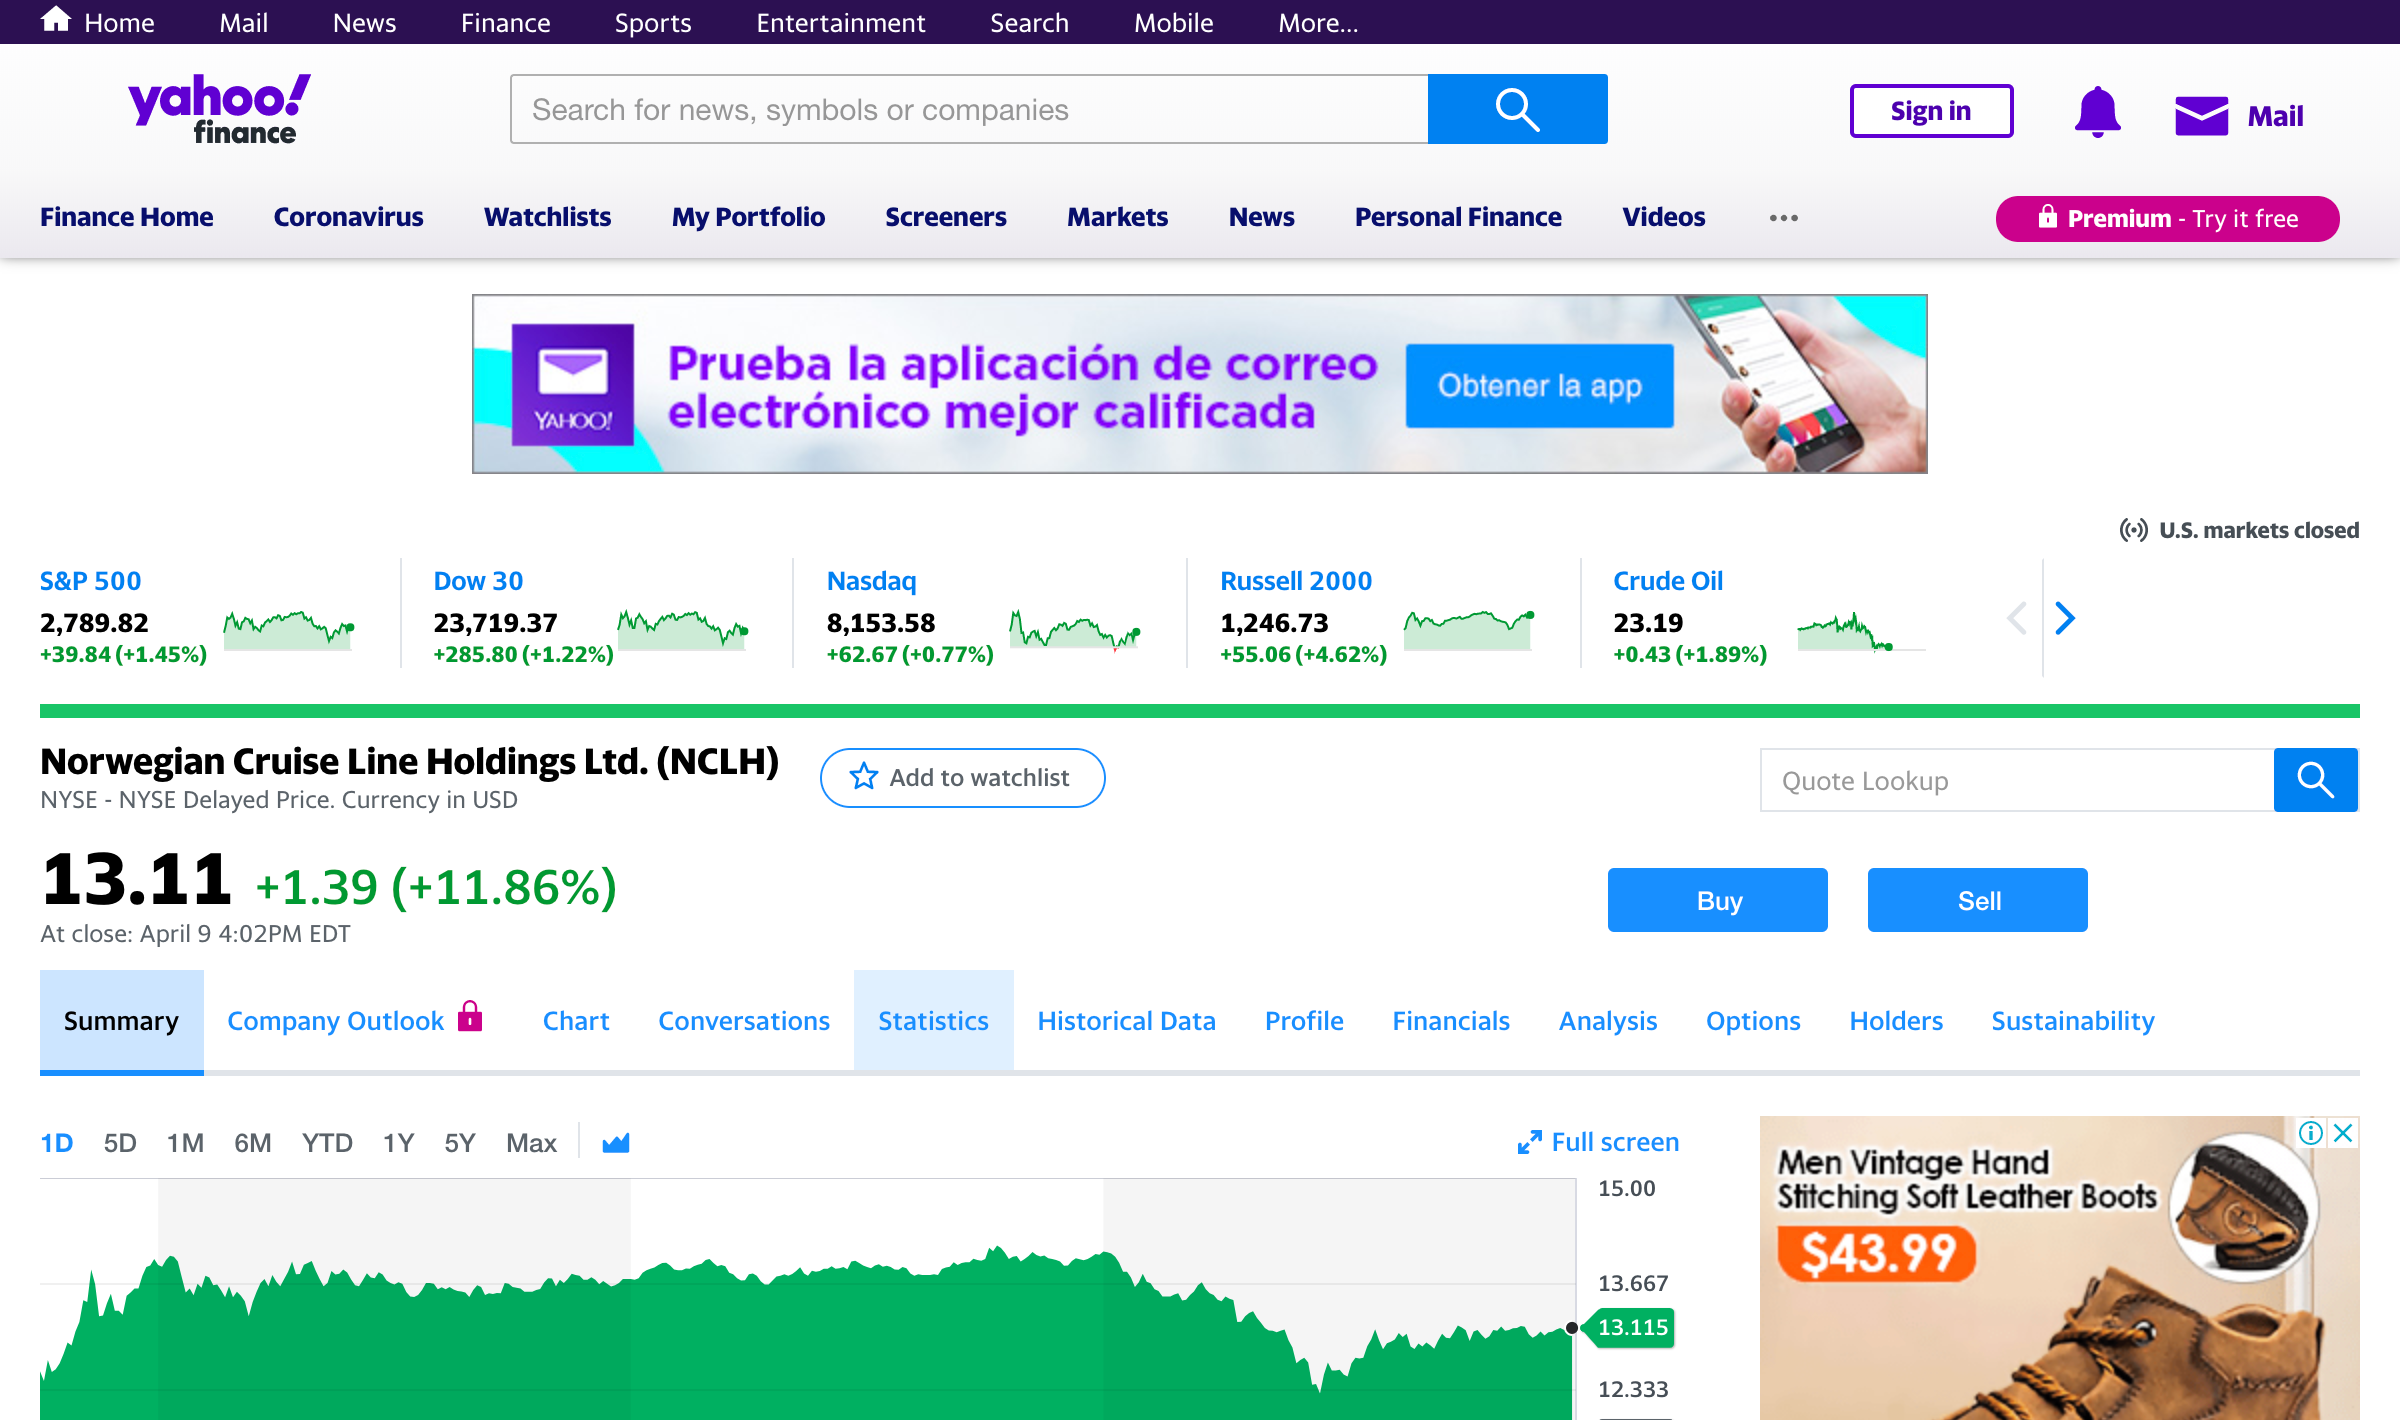 Home Mail News Finance Sports Entertainment Search Mobile More...
yahoo!
finance
Search for news, symbols or companies
Sign in
Mail
Finance Home Coronavirus Watchlists My Portfolio Screeners Markets News Personal Finance Videos
Premium - Try it free
YAHOO!
Prueba la aplicación de correo
electrónico mejor calificada
Obtener la app
U.S. markets closed
S&P 500
2,789.82
+39.84 (+1.45%)
Dow 30
23,719.37
+285.80 (+1.22%)
Nasdaq
8,153.58
+62.67 (+0.77%)
Russell 2000
1,246.73
+55.06 (+4.62%)
Crude Oil
23.19
+0.43 (+1.89%)
Norwegian Cruise Line Holdings Ltd. (NCLH)
NYSE - NYSE Delayed Price. Currency in USD
Add to watchlist
Quote Lookup
13.11 +1.39 (+11.86%)
At close: April 9 4:02PM EDT
Buy
Sell
Summary Company Outlook Chart Conversations Statistics Historical Data Profile Financials Analysis Options Holders Sustainability
1D 5D 1M 6M YTD 1Y 5Y Max
Full screen
15.00
13.667
13.115
12.333
Men Vintage Hand
Stitching Soft Leather Boots
$43.99